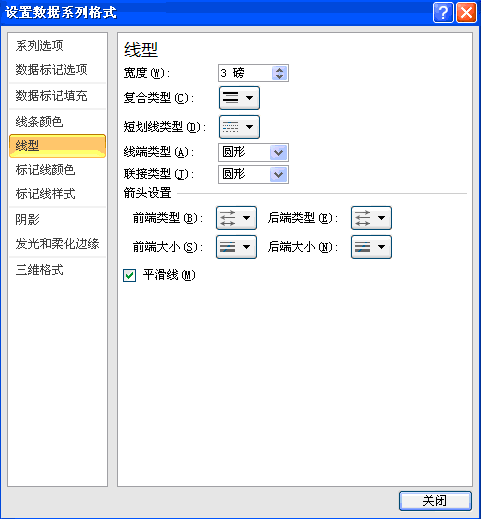 设置数据系列格式
系列选项
数据标记选项
数据标记填充
线条颜色
线型
标记线颜色
标记线样式
阴影
发光和柔化边缘
三维格式
线型
宽度(W): 3 磅
复合类型(C):
短划线类型(D):
线端类型(A): 圆形
联接类型(J): 圆形
箭头设置
前端类型(B): 后端类型(E):
前端大小(S): 后端大小(N):
平滑线(M)
关闭